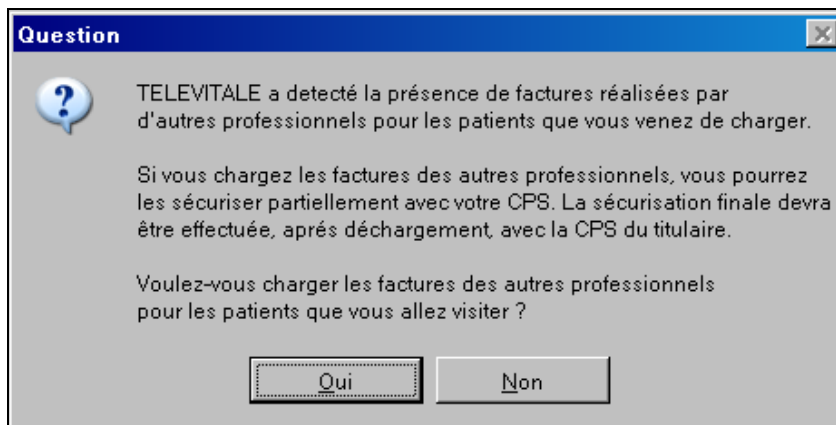 Question
TELEVITALE a detecté la présence de factures réalisées par
d'autres professionnels pour les patients que vous venez de charger.
Si vous chargez les factures des autres professionnels, vous pourrez
les sécuriser partiellement avec votre CPS. La sécurisation finale devra
être effectuée, aprés déchargement, avec la CPS du titulaire.
Voulez-vous charger les factures des autres professionnels
pour les patients que vous allez visiter ?
Oui
Non